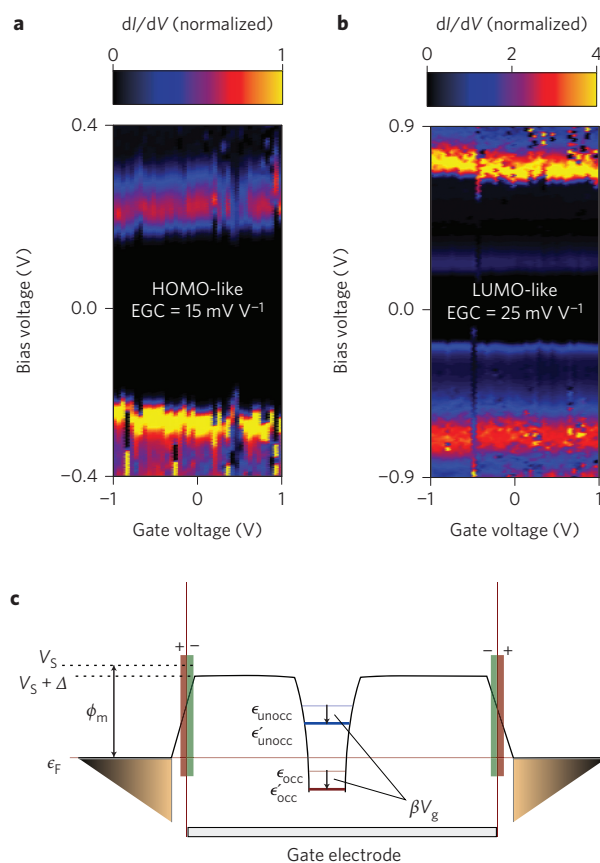 a
dI/dV (normalized)
0 1
0.4
0.0
−0.4
Bias voltage (V)
HOMO-like
EGC = 15 mV V⁻¹
−1 0 1
Gate voltage (V)
b
dI/dV (normalized)
0 2 4
0.9
0.0
−0.9
Bias voltage (V)
LUMO-like
EGC = 25 mV V⁻¹
−1 0 1
Gate voltage (V)
c
+ − − +
V_S
V_S + Δ
ϕ_m
ϵ_unocc
ϵ′_unocc
ϵ_F
ϵ_occ
ϵ′_occ
βV_g
Gate electrode